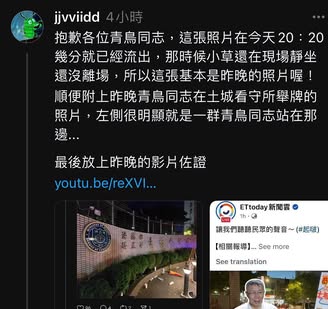 jjvviidd 4小時
抱歉各位青鳥同志，這張照片在今天20：20
幾分就已經流出，那時候小草還在現場靜坐
還沒離場，所以這張基本是昨晚的照片喔！
順便附上昨晚青鳥同志在土城看守所舉牌的
照片，左側很明顯就是一群青鳥同志站在那
邊...
最後放上昨晚的影片佐證
youtu.be/reXVI...
ETtoday新聞雲
1h
讓我們聽聽民眾的聲音～ (#起啵)
【相關報導】... See more
See translation